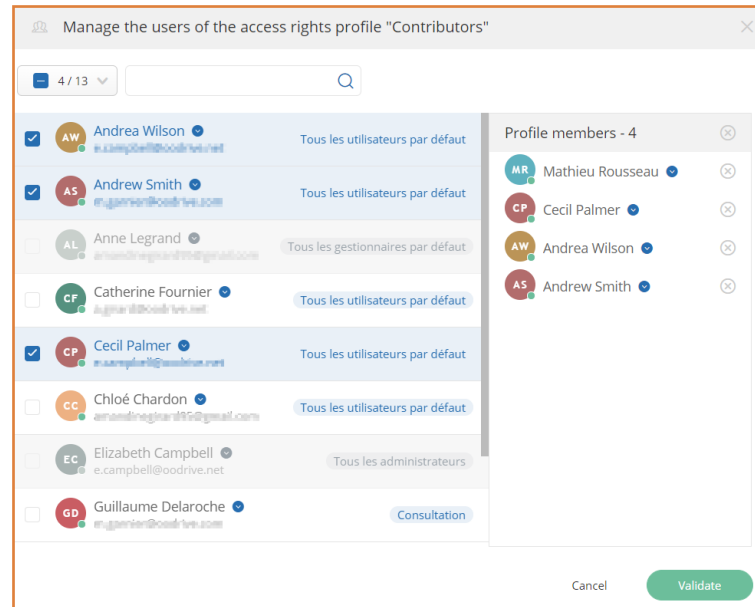 Manage the users of the access rights profile "Contributors"
4 / 13
AW Andrea Wilson Tous les utilisateurs par défaut
AS Andrew Smith Tous les utilisateurs par défaut
AL Anne Legrand Tous les gestionnaires par défaut
CF Catherine Fournier Tous les utilisateurs par défaut
CP Cecil Palmer Tous les utilisateurs par défaut
CC Chloé Chardon Tous les utilisateurs par défaut
EC Elizabeth Campbell Tous les administrateurs
e.campbell@oodrive.net
GD Guillaume Delaroche Consultation
Profile members - 4
MR Mathieu Rousseau
CP Cecil Palmer
AW Andrea Wilson
AS Andrew Smith
Cancel Validate